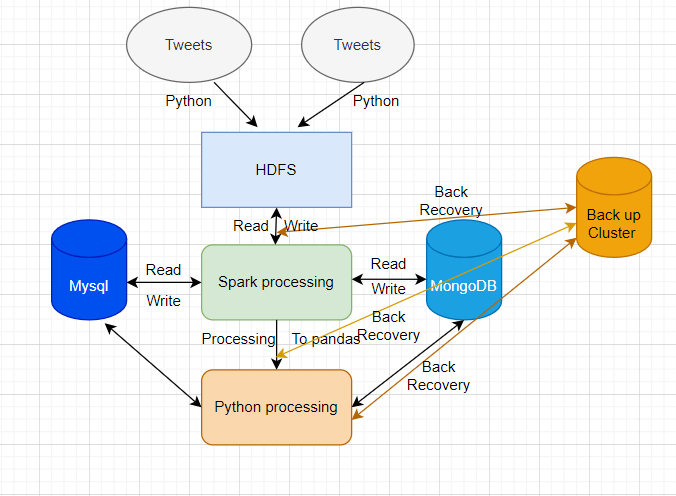 Tweets
Tweets
Python
Python
HDFS
Back
Recovery
Back up
Cluster
Read
Write
Mysql
Read
Write
Spark processing
Read
Write
MongoDB
Back
Recovery
Processing
To pandas
Back
Recovery
Python processing